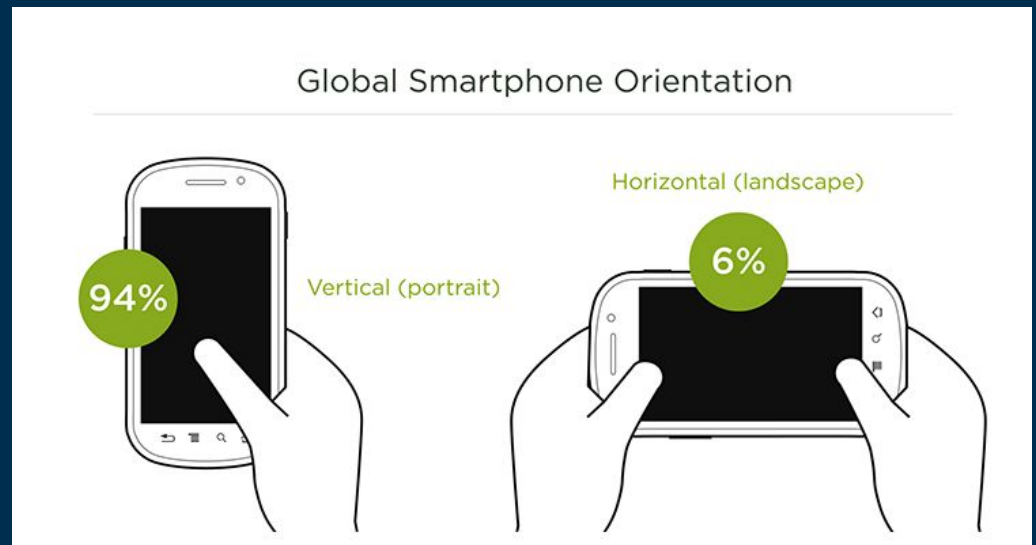 Global Smartphone Orientation
Horizontal (landscape)
6%
94%
Vertical (portrait)